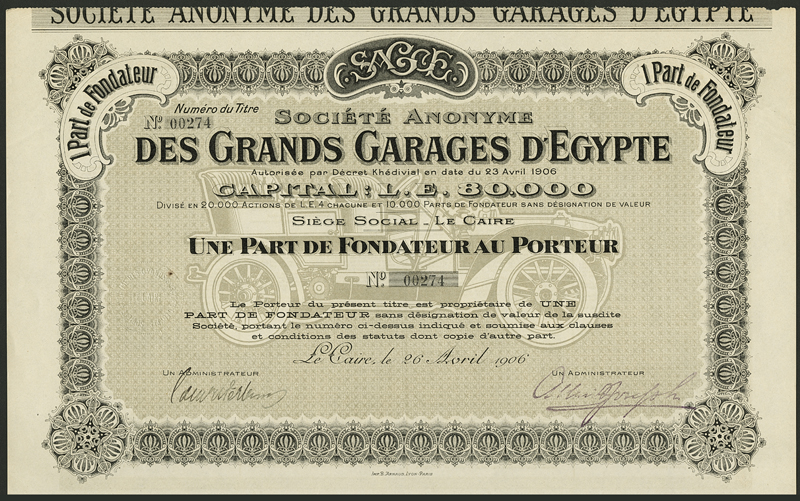 SOCIÉTÉ ANONYME DES GRANDS GARAGES D'EGYPTE
SAGGE
1 Part de Fondateur
1 Part de Fondateur
Numéro du Titre
No. 00274
SOCIÉTÉ ANONYME
DES GRANDS GARAGES D'EGYPTE
Autorisée par Décret Khédivial en date du 23 Avril 1906
CAPITAL: L.E. 80.000
DIVISÉ EN 20.000 ACTIONS DE L.E.4 CHACUNE ET 10.000 PARTS DE FONDATEUR SANS DÉSIGNATION DE VALEUR
SIÈGE SOCIAL - LE CAIRE
UNE PART DE FONDATEUR AU PORTEUR
No. 00274
Le Porteur du présent titre est propriétaire de UNE
PART DE FONDATEUR sans désignation de valeur de la susdite
Société, portant le numéro ci-dessus indiqué et soumise aux clauses
et conditions des statuts dont copie d'autre part.
Le Caire, le 26 Avril 1906
UN ADMINISTRATEUR
UN ADMINISTRATEUR